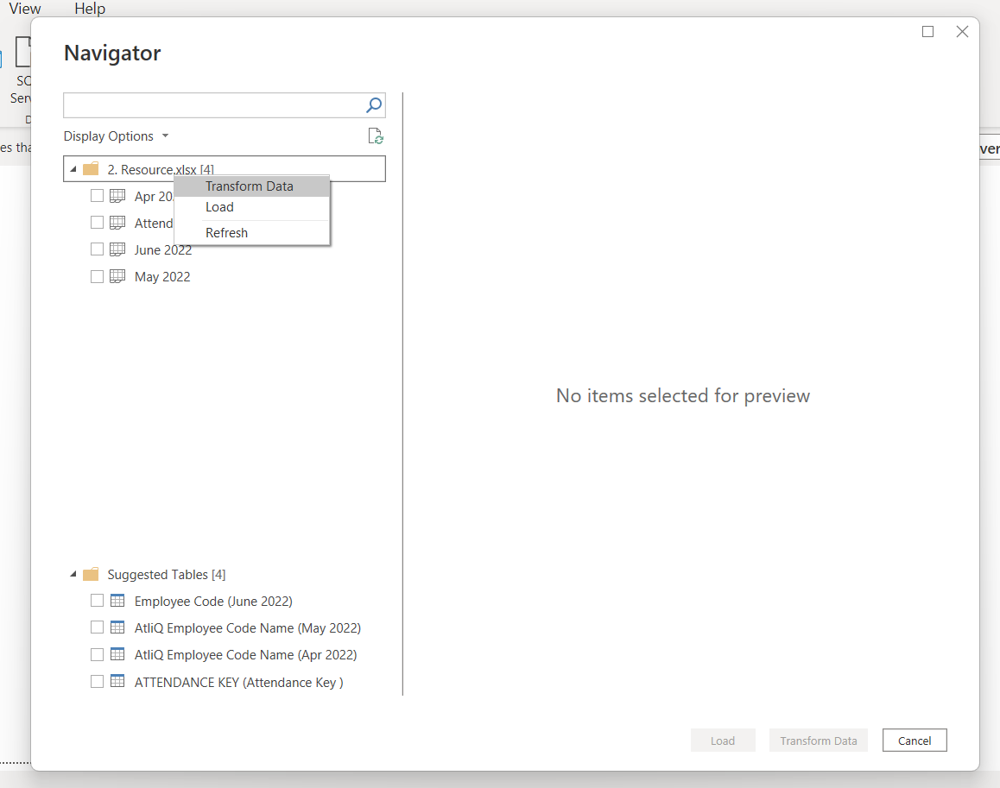 View Help
Navigator
SQ
Serv
D
Display Options
es tha
ver
2. Resource.xlsx [4]
Transform Data
Apr 20
Load
Attend
Refresh
June 2022
May 2022
No items selected for preview
Suggested Tables [4]
Employee Code (June 2022)
AtliQ Employee Code Name (May 2022)
AtliQ Employee Code Name (Apr 2022)
ATTENDANCE KEY (Attendance Key )
Load Transform Data Cancel